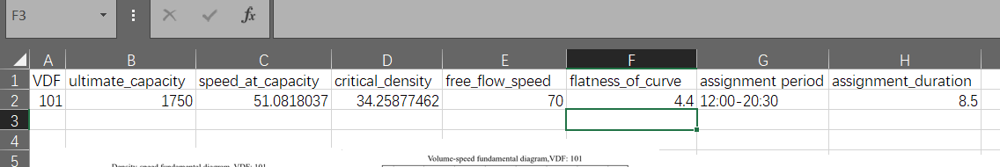 F3 fx
A B C D E F G H
1 VDF ultimate_capacity speed_at_capacity critical_density free_flow_speed flatness_of_curve assignment period assignment_duration
2 101 1750 51.0818037 34.25877462 70 4.4 12:00-20:30 8.5
3
4
5
Volume-speed fundamental diagram,VDF: 101
Density-speed fundamental diagram, VDF: 101